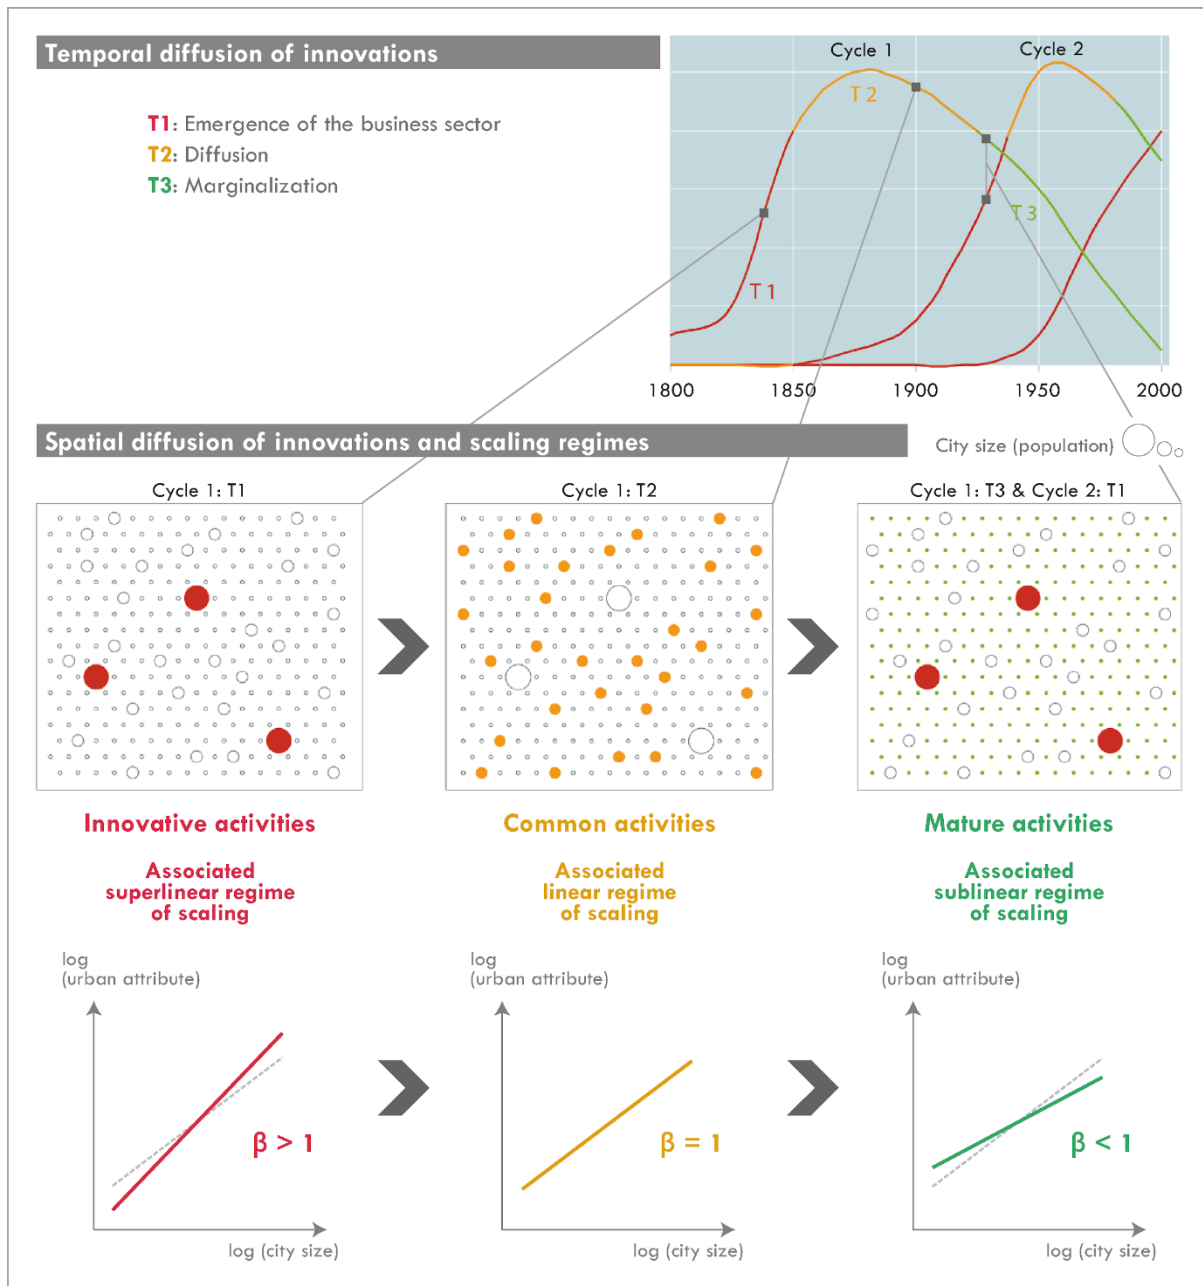 Temporal diffusion of innovations
T1: Emergence of the business sector
T2: Diffusion
T3: Marginalization
Cycle 1
Cycle 2
T 2
T 3
T 1
1800
1850
1900
1950
2000
Spatial diffusion of innovations and scaling regimes
City size (population)
Cycle 1: T1
Cycle 1: T2
Cycle 1: T3 & Cycle 2: T1
Innovative activities
Common activities
Mature activities
Associated
superlinear regime
of scaling
Associated
linear regime
of scaling
Associated
sublinear regime
of scaling
log
(urban attribute)
β > 1
log (city size)
log
(urban attribute)
β = 1
log (city size)
log
(urban attribute)
β < 1
log (city size)